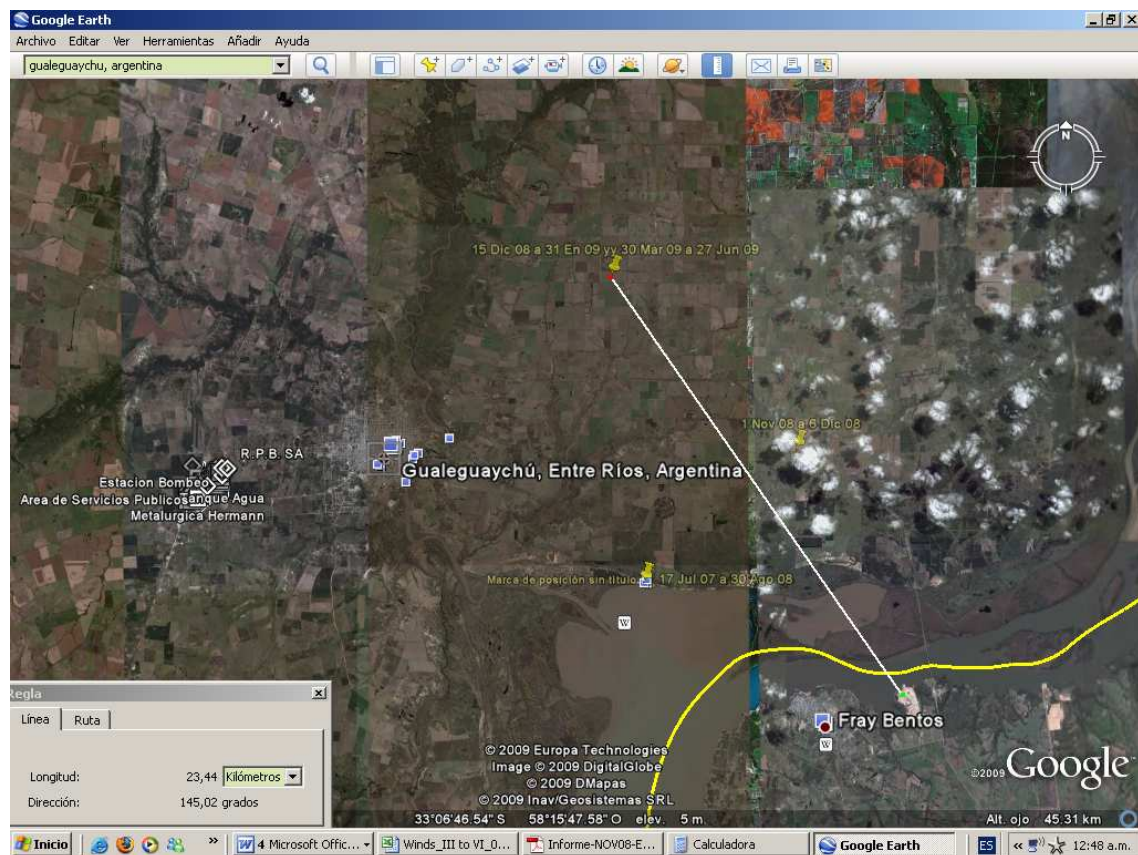 Google Earth
Archivo Editar Ver Herramientas Añadir Ayuda
gualeguaychu, argentina
N
15 Dic 08 a 31 En 09 yy 30 Mar 09 a 27 Jun 09
1 Nov 08 a 6 Dic 08
R.P.B. SA
Gualeguaychú, Entre Ríos, Argentina
Estacion Bombeo
Area de Servicios Publicos
anque Agua
Metalurgica Hermann
Marca de posición sin título
17 Jul 07 a 30 Ago 08
W
Regla
Línea Ruta
Fray Bentos
W
Longitud: 23,44 Kilómetros
Dirección: 145,02 grados
© 2009 Europa Technologies
Image © 2009 DigitalGlobe
© 2009 DMapas
© 2009 Inav/Geosistemas SRL
©2009 Google
33°06'46.54" S 58°15'47.58" O elev. 5 m
Alt. ojo 45.31 km
Inicio » 4 Microsoft Offic... Winds_III to VI_0... Informe-NOV08-E... Calculadora Google Earth ES « 12:48 a.m.